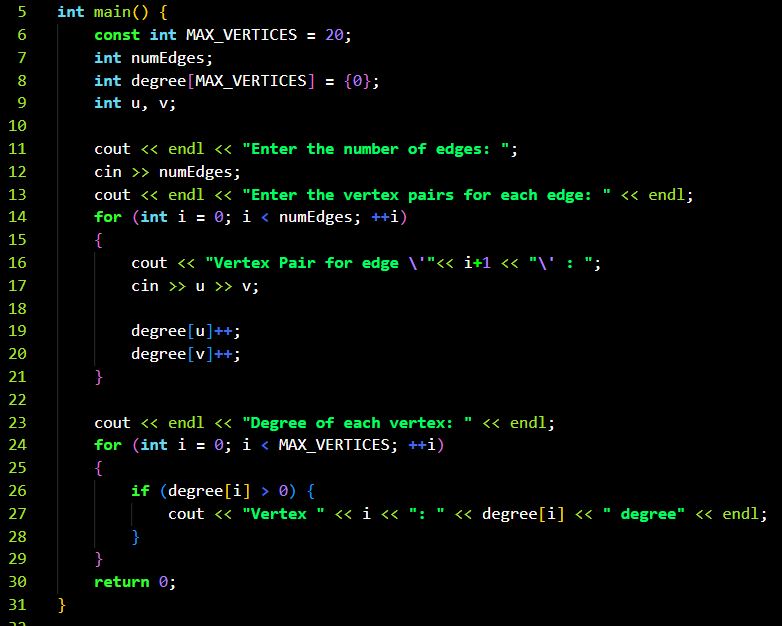 5 int main() {
6 const int MAX_VERTICES = 20;
7 int numEdges;
8 int degree[MAX_VERTICES] = {0};
9 int u, v;
10
11 cout << endl << "Enter the number of edges: ";
12 cin >> numEdges;
13 cout << endl << "Enter the vertex pairs for each edge: " << endl;
14 for (int i = 0; i < numEdges; ++i)
15 {
16 cout << "Vertex Pair for edge \'"<< i+1 << "\' : ";
17 cin >> u >> v;
18
19 degree[u]++;
20 degree[v]++;
21 }
22
23 cout << endl << "Degree of each vertex: " << endl;
24 for (int i = 0; i < MAX_VERTICES; ++i)
25 {
26 if (degree[i] > 0) {
27 cout << "Vertex " << i << ": " << degree[i] << " degree" << endl;
28 }
29 }
30 return 0;
31 }